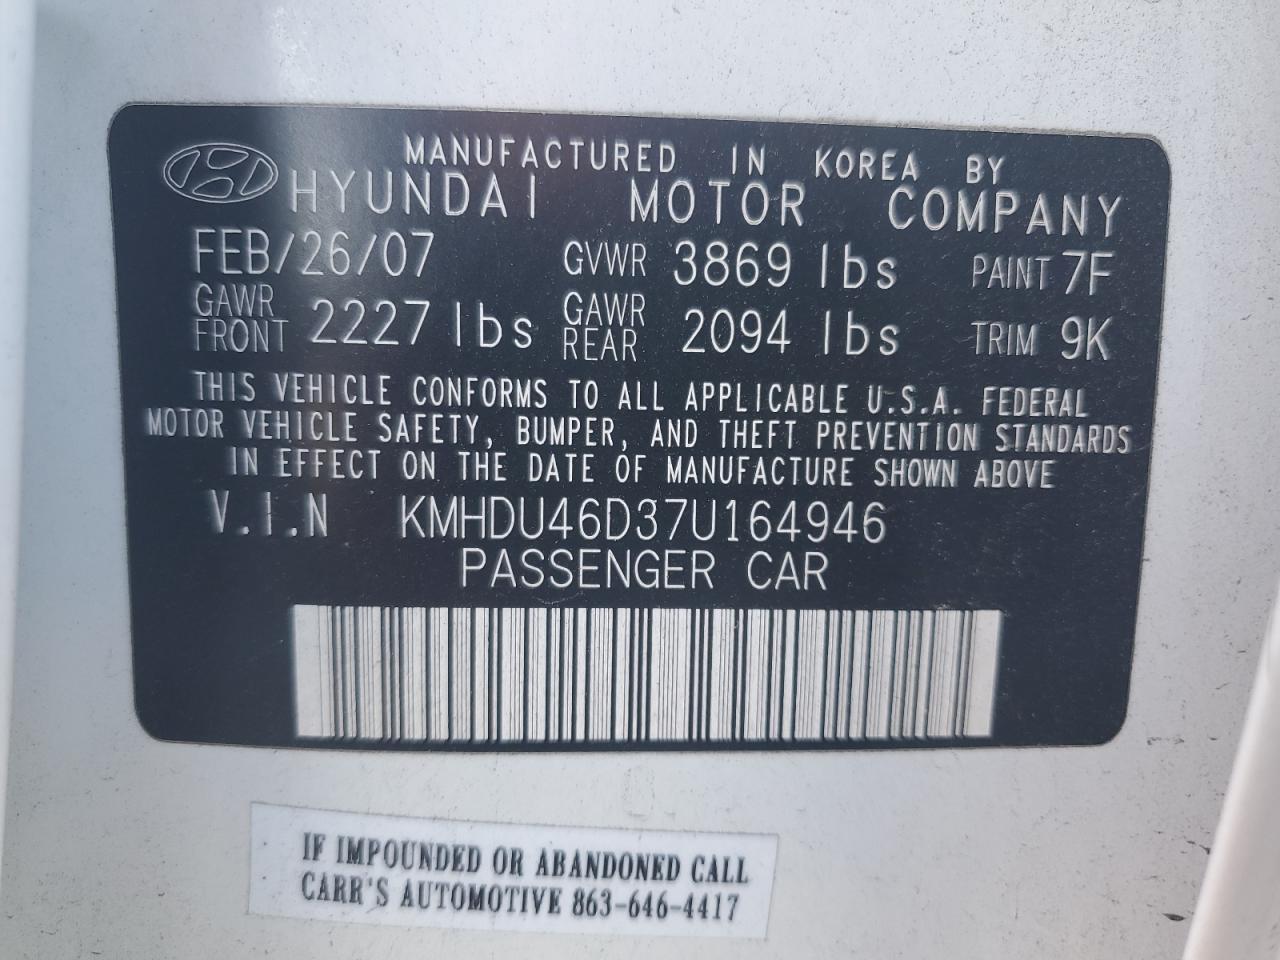 MANUFACTURED IN KOREA BY
HYUNDAI MOTOR COMPANY
FEB/26/07 GVWR 3869 lbs PAINT 7F
GAWR FRONT 2227 lbs GAWR REAR 2094 lbs TRIM 9K
THIS VEHICLE CONFORMS TO ALL APPLICABLE U.S.A. FEDERAL
MOTOR VEHICLE SAFETY, BUMPER, AND THEFT PREVENTION STANDARDS
IN EFFECT ON THE DATE OF MANUFACTURE SHOWN ABOVE
V.I.N KMHDU46D37U164946
PASSENGER CAR
IF IMPOUNDED OR ABANDONED CALL
CARR'S AUTOMOTIVE 863-646-4417